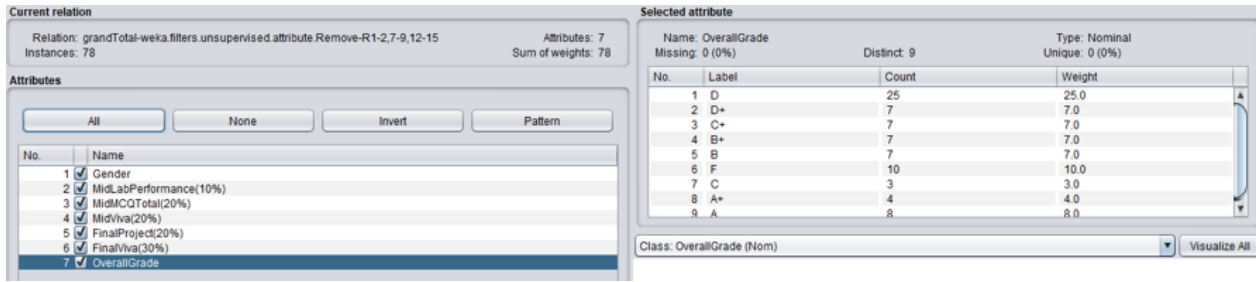 Current relation
Relation: grandTotal-weka.filters.unsupervised.attribute.Remove-R1-2,7-9,12-15 Attributes: 7
Instances: 78 Sum of weights: 78
Attributes
All None Invert Pattern
No. Name
1 Gender
2 MidLabPerformance(10%)
3 MidMCQTotal(20%)
4 MidViva(20%)
5 FinalProject(20%)
6 FinalViva(30%)
7 OverallGrade
Selected attribute
Name: OverallGrade Type: Nominal
Missing: 0 (0%) Distinct: 9 Unique: 0 (0%)
No. Label Count Weight
1 D 25 25.0
2 D+ 7 7.0
3 C+ 7 7.0
4 B+ 7 7.0
5 B 7 7.0
6 F 10 10.0
7 C 3 3.0
8 A+ 4 4.0
9 A 8 8.0
Class: OverallGrade (Nom) Visualize All